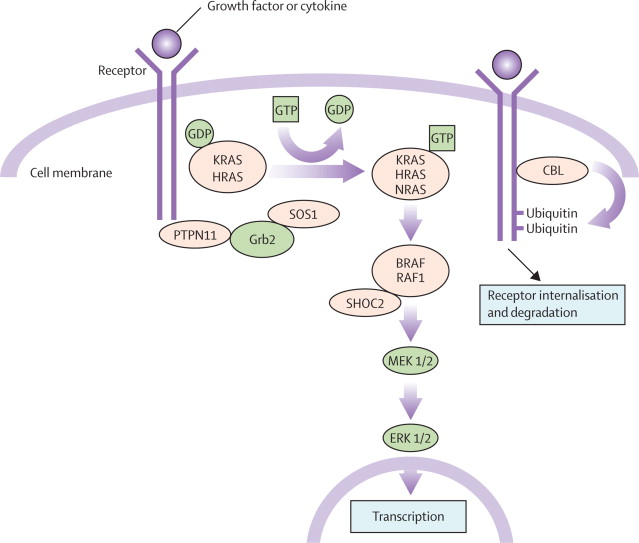 Growth factor or cytokine
Receptor
Cell membrane
GDP
KRAS
HRAS
GTP
GDP
GTP
KRAS
HRAS
NRAS
CBL
Ubiquitin
Ubiquitin
PTPN11
Grb2
SOS1
BRAF
RAF1
SHOC2
Receptor internalisation
and degradation
MEK 1/2
ERK 1/2
Transcription